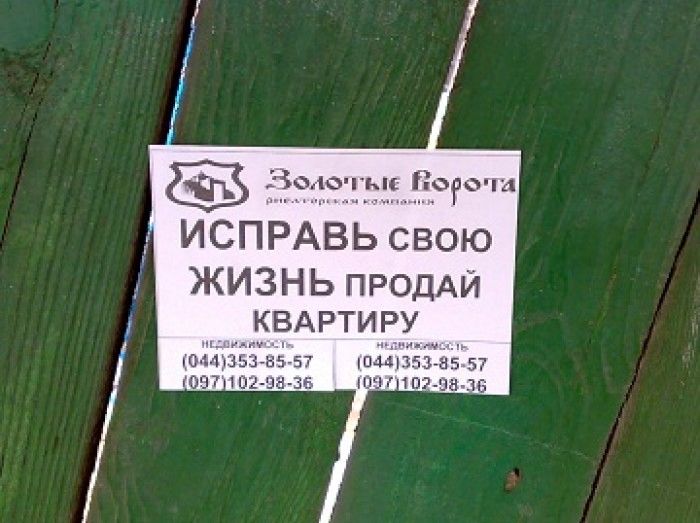 Золотые Ворота
риелторская компания
ИСПРАВЬ СВОЮ
ЖИЗНЬ ПРОДАЙ
КВАРТИРУ
НЕДВИЖИМОСТЬ НЕДВИЖИМОСТЬ
(044)353-85-57 (044)353-85-57
(097)102-98-36 (097)102-98-36